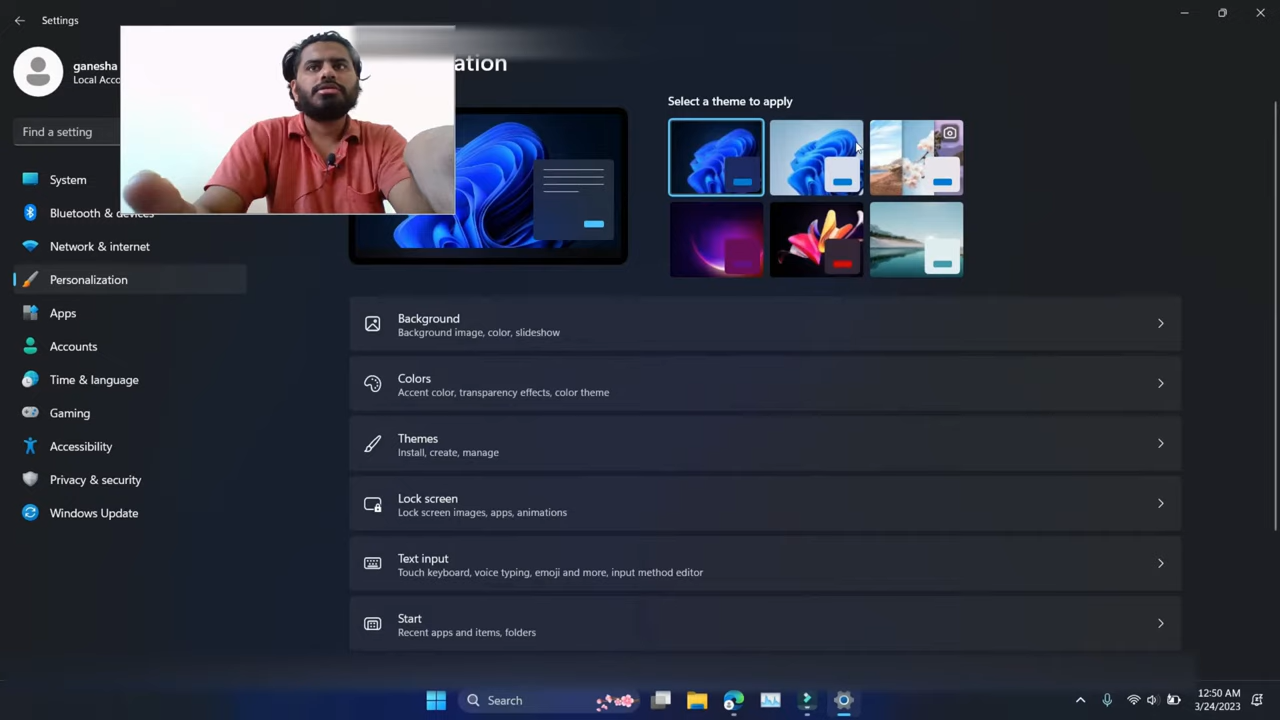 Settings
ganesha
Local Acco
ation
Select a theme to apply
Find a setting
System
Bluetooth & devices
Network & internet
Personalization
Apps
Accounts
Time & language
Gaming
Accessibility
Privacy & security
Windows Update
Background
Background image, color, slideshow
Colors
Accent color, transparency effects, color theme
Themes
Install, create, manage
Lock screen
Lock screen images, apps, animations
Text input
Touch keyboard, voice typing, emoji and more, input method editor
Start
Recent apps and items, folders
Search
12:50 AM
3/24/2023